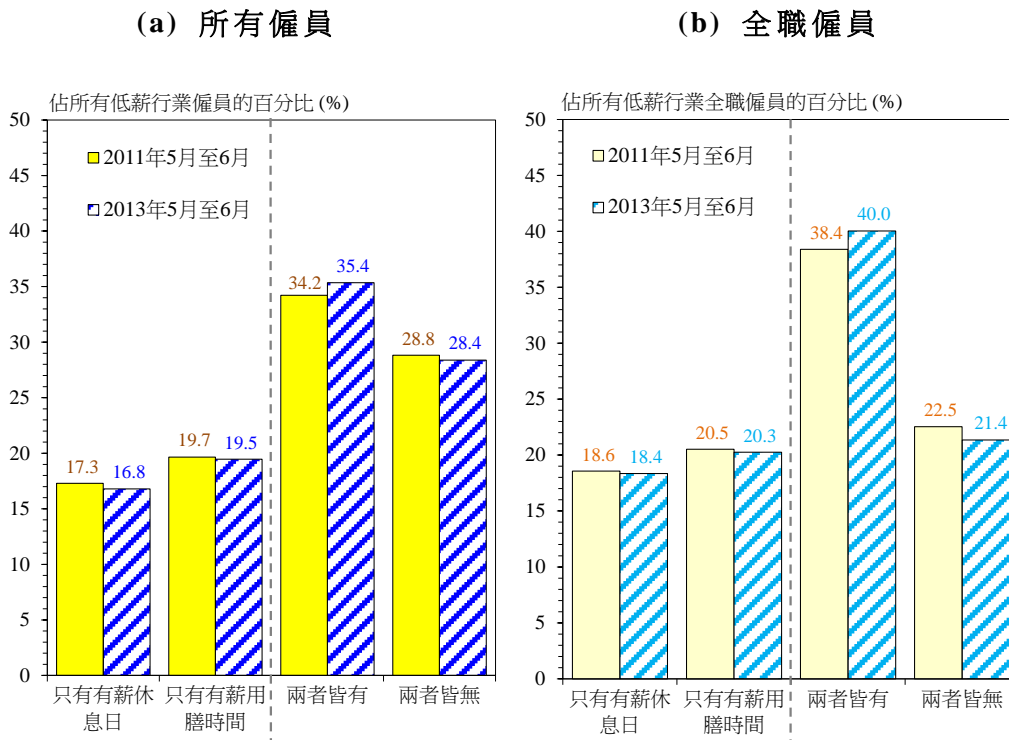 (a) 所有僱員
佔所有低薪行業僱員的百分比 (%)
50
45
40
35
30
25
20
15
10
5
0
2011年5月至6月
2013年5月至6月
17.3
16.8
19.7
19.5
34.2
35.4
28.8
28.4
只有有薪休
息日
只有有薪用
膳時間
兩者皆有
兩者皆無
(b) 全職僱員
佔所有低薪行業全職僱員的百分比 (%)
50
45
40
35
30
25
20
15
10
5
0
2011年5月至6月
2013年5月至6月
18.6
18.4
20.5
20.3
38.4
40.0
22.5
21.4
只有有薪休
息日
只有有薪用
膳時間
兩者皆有
兩者皆無